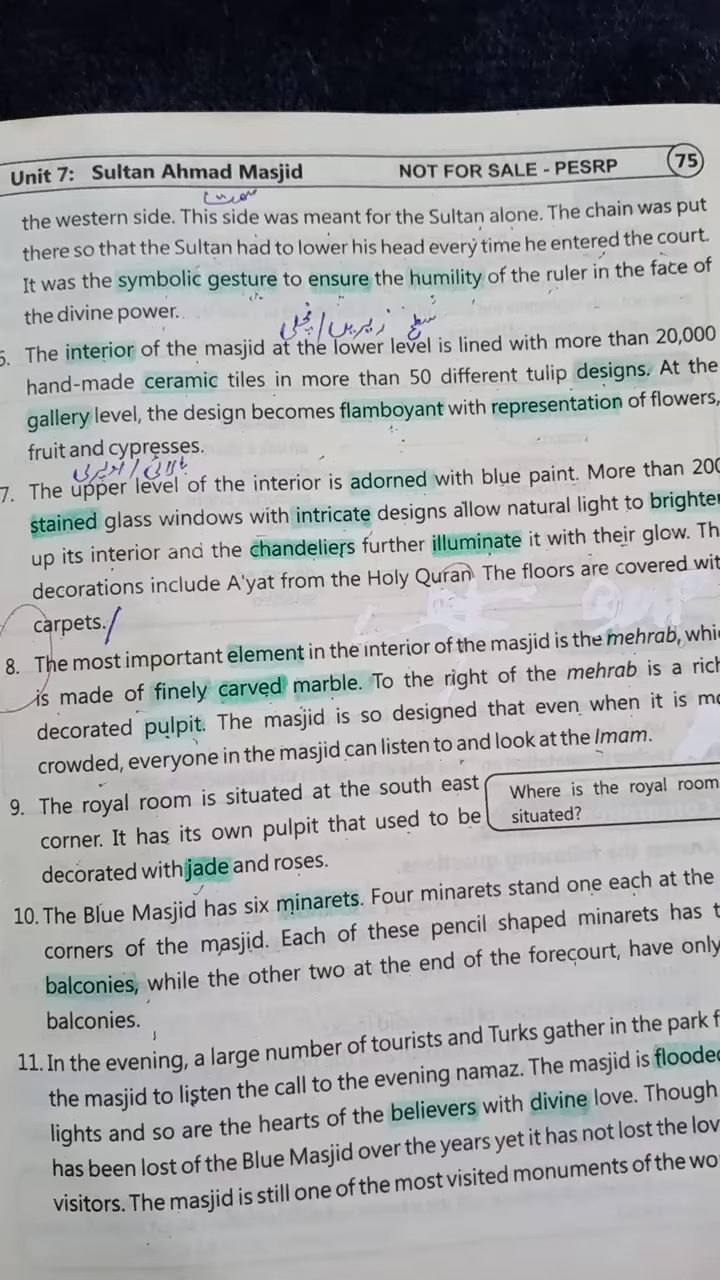 Unit 7: Sultan Ahmad Masjid NOT FOR SALE - PESRP 75
سمت
the western side. This side was meant for the Sultan alone. The chain was put
there so that the Sultan had to lower his head every time he entered the court.
It was the symbolic gesture to ensure the humility of the ruler in the face of
the divine power.
سطح زیریں/نچلی
6. The interior of the masjid at the lower level is lined with more than 20,000
hand-made ceramic tiles in more than 50 different tulip designs. At the
gallery level, the design becomes flamboyant with representation of flowers,
fruit and cypresses.
بالائی/اوپری
7. The upper level of the interior is adorned with blue paint. More than 200
stained glass windows with intricate designs allow natural light to brighten
up its interior and the chandeliers further illuminate it with their glow. Th
decorations include A'yat from the Holy Quran The floors are covered wit
carpets.
8. The most important element in the interior of the masjid is the mehrab, whic
is made of finely carved marble. To the right of the mehrab is a rich
decorated pulpit. The masjid is so designed that even when it is mo
crowded, everyone in the masjid can listen to and look at the Imam.
9. The royal room is situated at the south east
corner. It has its own pulpit that used to be
decorated with jade and roses.
Where is the royal room
situated?
10. The Blue Masjid has six minarets. Four minarets stand one each at the
corners of the masjid. Each of these pencil shaped minarets has t
balconies, while the other two at the end of the forecourt, have only
balconies.
11. In the evening, a large number of tourists and Turks gather in the park f
the masjid to listen the call to the evening namaz. The masjid is flooded
lights and so are the hearts of the believers with divine love. Though
has been lost of the Blue Masjid over the years yet it has not lost the lov
visitors. The masjid is still one of the most visited monuments of the wo